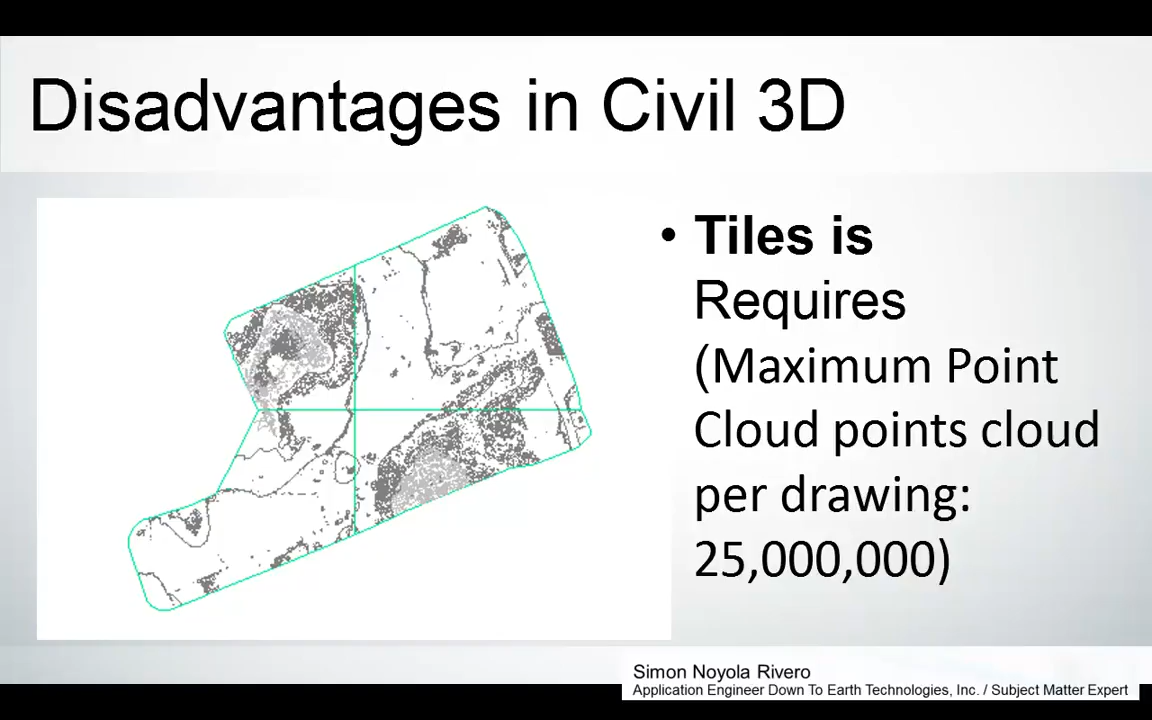 Disadvantages in Civil 3D
• Tiles is
Requires
(Maximum Point
Cloud points cloud
per drawing:
25,000,000)
Simon Noyola Rivero
Application Engineer Down To Earth Technologies, Inc. / Subject Matter Expert